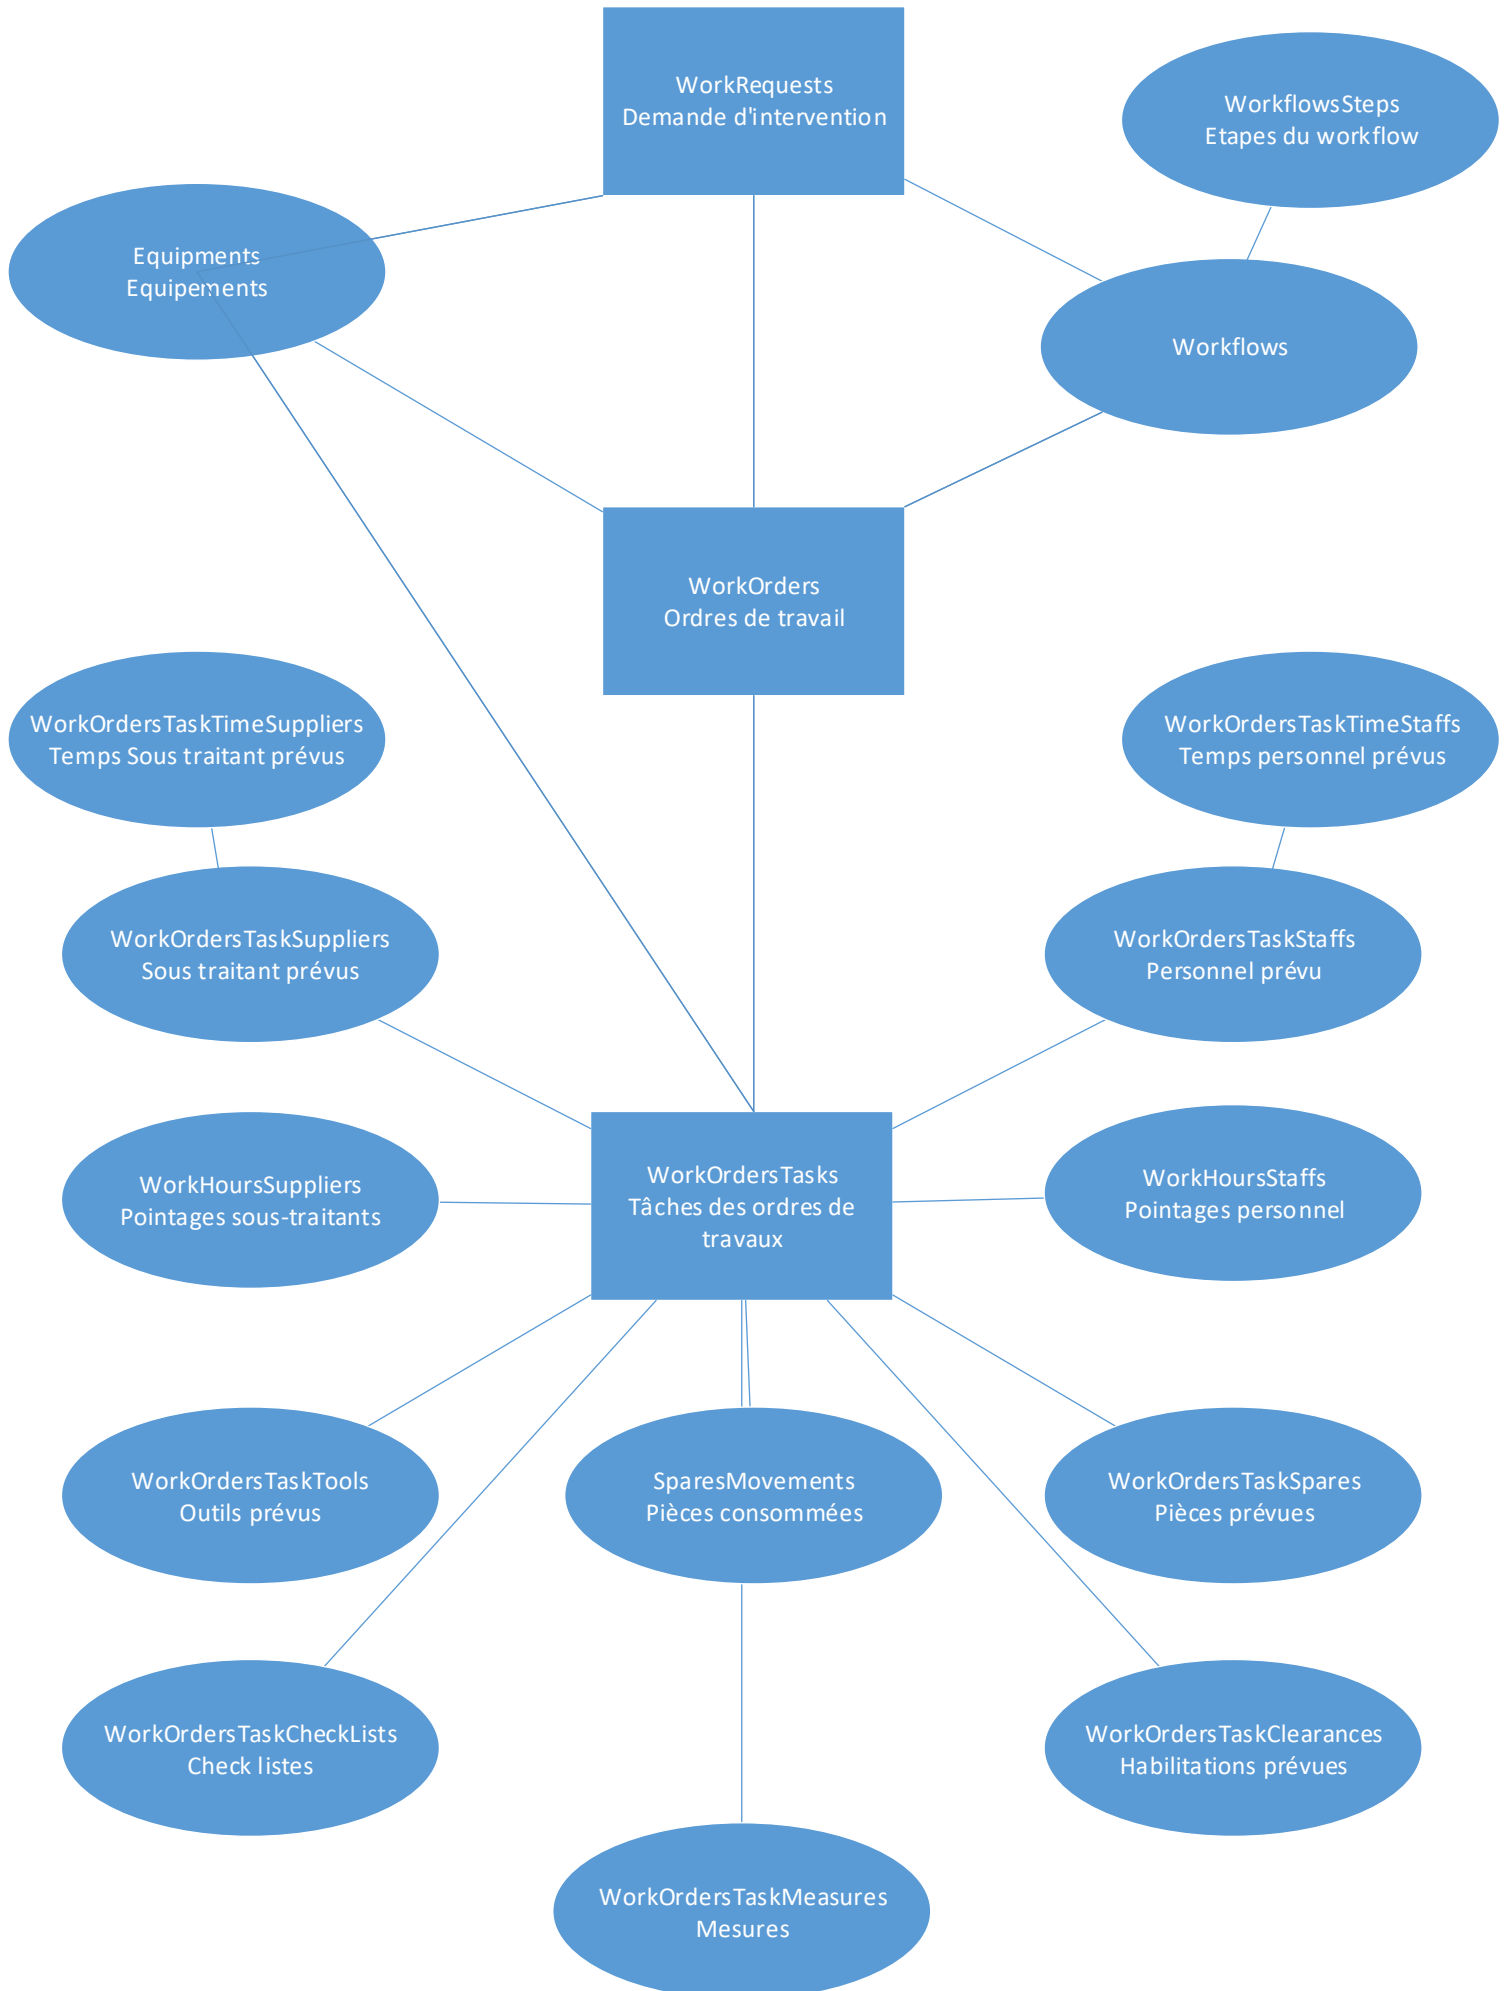 WorkRequests
Demande d'intervention
WorkflowsSteps
Etapes du workflow
Equipments
Equipements
Workflows
WorkOrders
Ordres de travail
WorkOrdersTaskTimeSuppliers
Temps Sous traitant prévus
WorkOrdersTaskTimeStaffs
Temps personnel prévus
WorkOrdersTaskSuppliers
Sous traitant prévus
WorkOrdersTaskStaffs
Personnel prévu
WorkHoursSuppliers
Pointages sous-traitants
WorkOrdersTasks
Tâches des ordres de
travaux
WorkHoursStaffs
Pointages personnel
WorkOrdersTaskTools
Outils prévus
SparesMovements
Pièces consommées
WorkOrdersTaskSpares
Pièces prévues
WorkOrdersTaskCheckLists
Check listes
WorkOrdersTaskClearances
Habilitations prévues
WorkOrdersTaskMeasures
Mesures